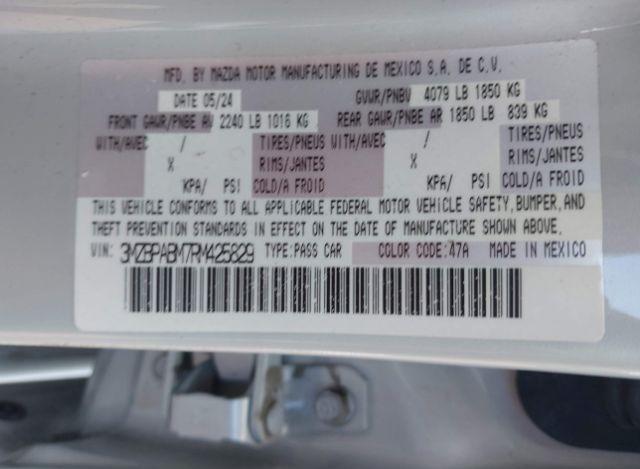 MFD. BY MAZDA MOTOR MANUFACTURING DE MEXICO S.A. DE C.V.
DATE 05/24 GVWR/PNBV 4079 LB 1850 KG
FRONT GAWR/PNBE AV 2240 LB 1016 KG REAR GAWR/PNBE AR 1850 LB 839 KG
WITH/AVEC / TIRES/PNEUS WITH/AVEC / TIRES/PNEUS
X RIMS/JANTES X RIMS/JANTES
KPA/ PSI COLD/A FROID KPA/ PSI COLD/A FROID
THIS VEHICLE CONFORMS TO ALL APPLICABLE FEDERAL MOTOR VEHICLE SAFETY, BUMPER, AND
THEFT PREVENTION STANDARDS IN EFFECT ON THE DATE OF MANUFACTURE SHOWN ABOVE.
VIN: 3MZBPABM7RM425829 TYPE:PASS CAR COLOR CODE:47A MADE IN MEXICO